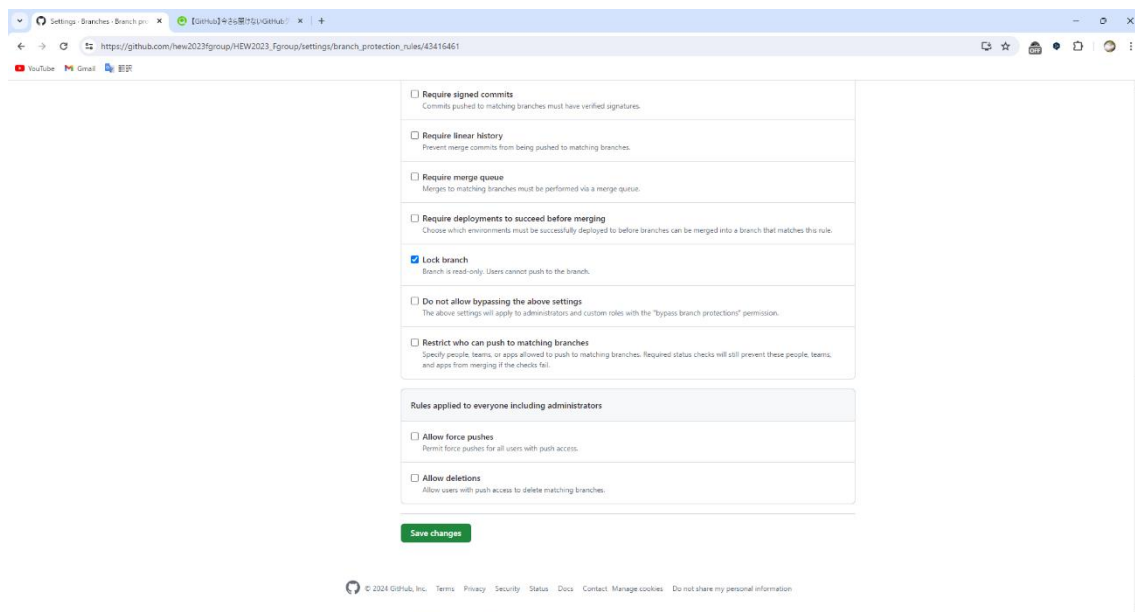 Settings · Branches · Branch pro
【GitHub】今さら聞けないGitHub
https://github.com/hew2023fgroup/HEW2023_Fgroup/settings/branch_protection_rules/43416461
OFF
YouTube
Gmail
翻訳
Require signed commits
Commits pushed to matching branches must have verified signatures.
Require linear history
Prevent merge commits from being pushed to matching branches.
Require merge queue
Merges to matching branches must be performed via a merge queue.
Require deployments to succeed before merging
Choose which environments must be successfully deployed to before branches can be merged into a branch that matches this rule.
Lock branch
Branch is read-only. Users cannot push to the branch.
Do not allow bypassing the above settings
The above settings will apply to administrators and custom roles with the "bypass branch protections" permission.
Restrict who can push to matching branches
Specify people, teams, or apps allowed to push to matching branches. Required status checks will still prevent these people, teams,
and apps from merging if the checks fail.
Rules applied to everyone including administrators
Allow force pushes
Permit force pushes for all users with push access.
Allow deletions
Allow users with push access to delete matching branches.
Save changes
© 2024 GitHub, Inc. Terms Privacy Security Status Docs Contact Manage cookies Do not share my personal information